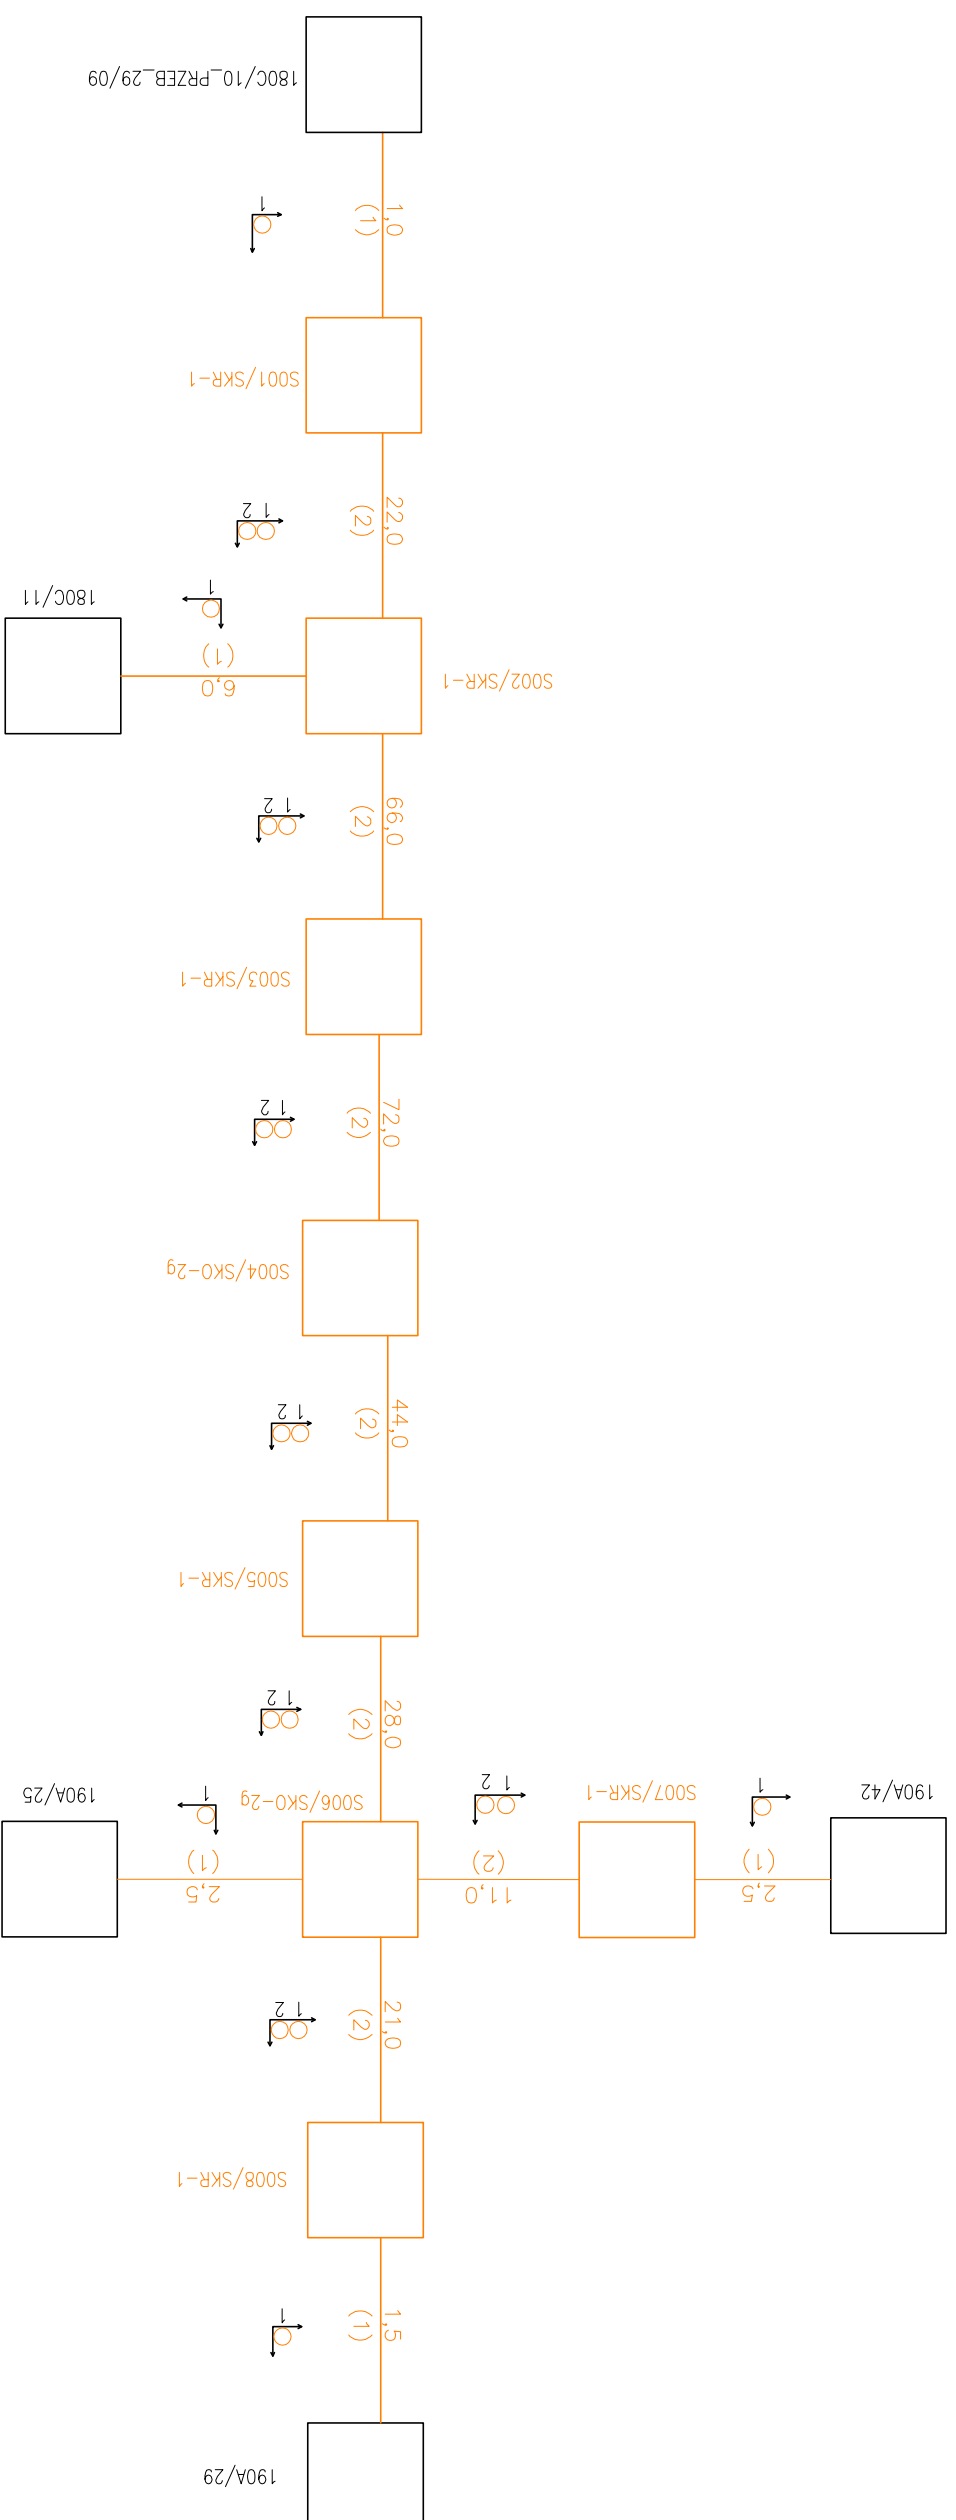 180C/10_PRZEB_29/09
1
1,0
(1)
S001/SKR-1
1 2
22,0
(2)
180C/11
1
(1)
6,0
S002/SKR-1
1 2
66,0
(2)
S003/SKR-1
1 2
72,0
(2)
S004/SKO-2g
1 2
44,0
(2)
S005/SKR-1
1 2
28,0
(2)
190A/25
1
(1)
2,5
S006/SKO-2g
1 2
(2)
11,0
S007/SKR-1
1
(1)
2,5
190A/42
1 2
21,0
(2)
S008/SKR-1
1
1,5
(1)
190A/29